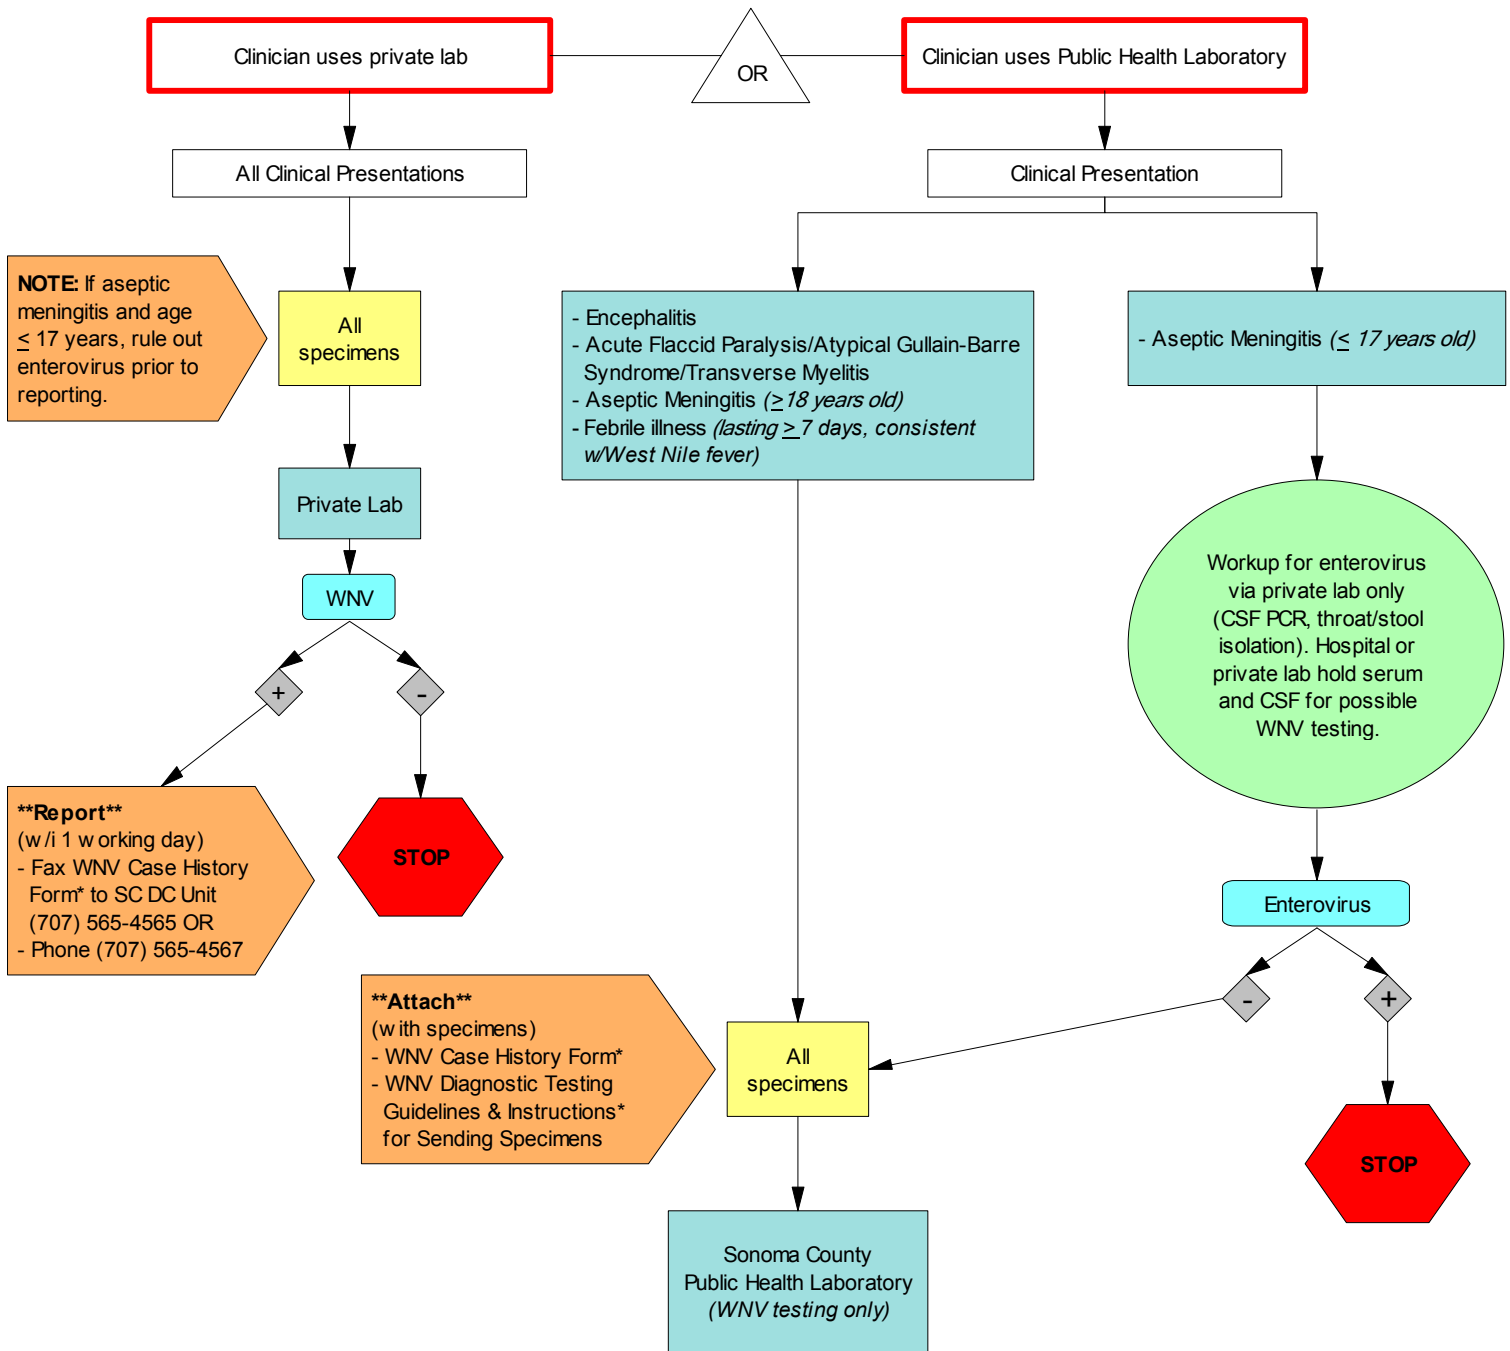 Clinician uses private lab
OR
Clinician uses Public Health Laboratory
All Clinical Presentations
Clinical Presentation
NOTE: If aseptic
meningitis and age
≤ 17 years, rule out
enterovirus prior to
reporting.
All
specimens
Private Lab
WNV
+
-
**Report**
(w/i 1 working day)
- Fax WNV Case History
Form* to SC DC Unit
(707) 565-4565 OR
- Phone (707) 565-4567
STOP
- Encephalitis
- Acute Flaccid Paralysis/Atypical Gullain-Barre
Syndrome/Transverse Myelitis
- Aseptic Meningitis (≥18 years old)
- Febrile illness (lasting ≥ 7 days, consistent
w/West Nile fever)
- Aseptic Meningitis (≤ 17 years old)
Workup for enterovirus
via private lab only
(CSF PCR, throat/stool
isolation). Hospital or
private lab hold serum
and CSF for possible
WNV testing.
Enterovirus
-
+
**Attach**
(with specimens)
- WNV Case History Form*
- WNV Diagnostic Testing
Guidelines & Instructions*
for Sending Specimens
All
specimens
STOP
Sonoma County
Public Health Laboratory
(WNV testing only)